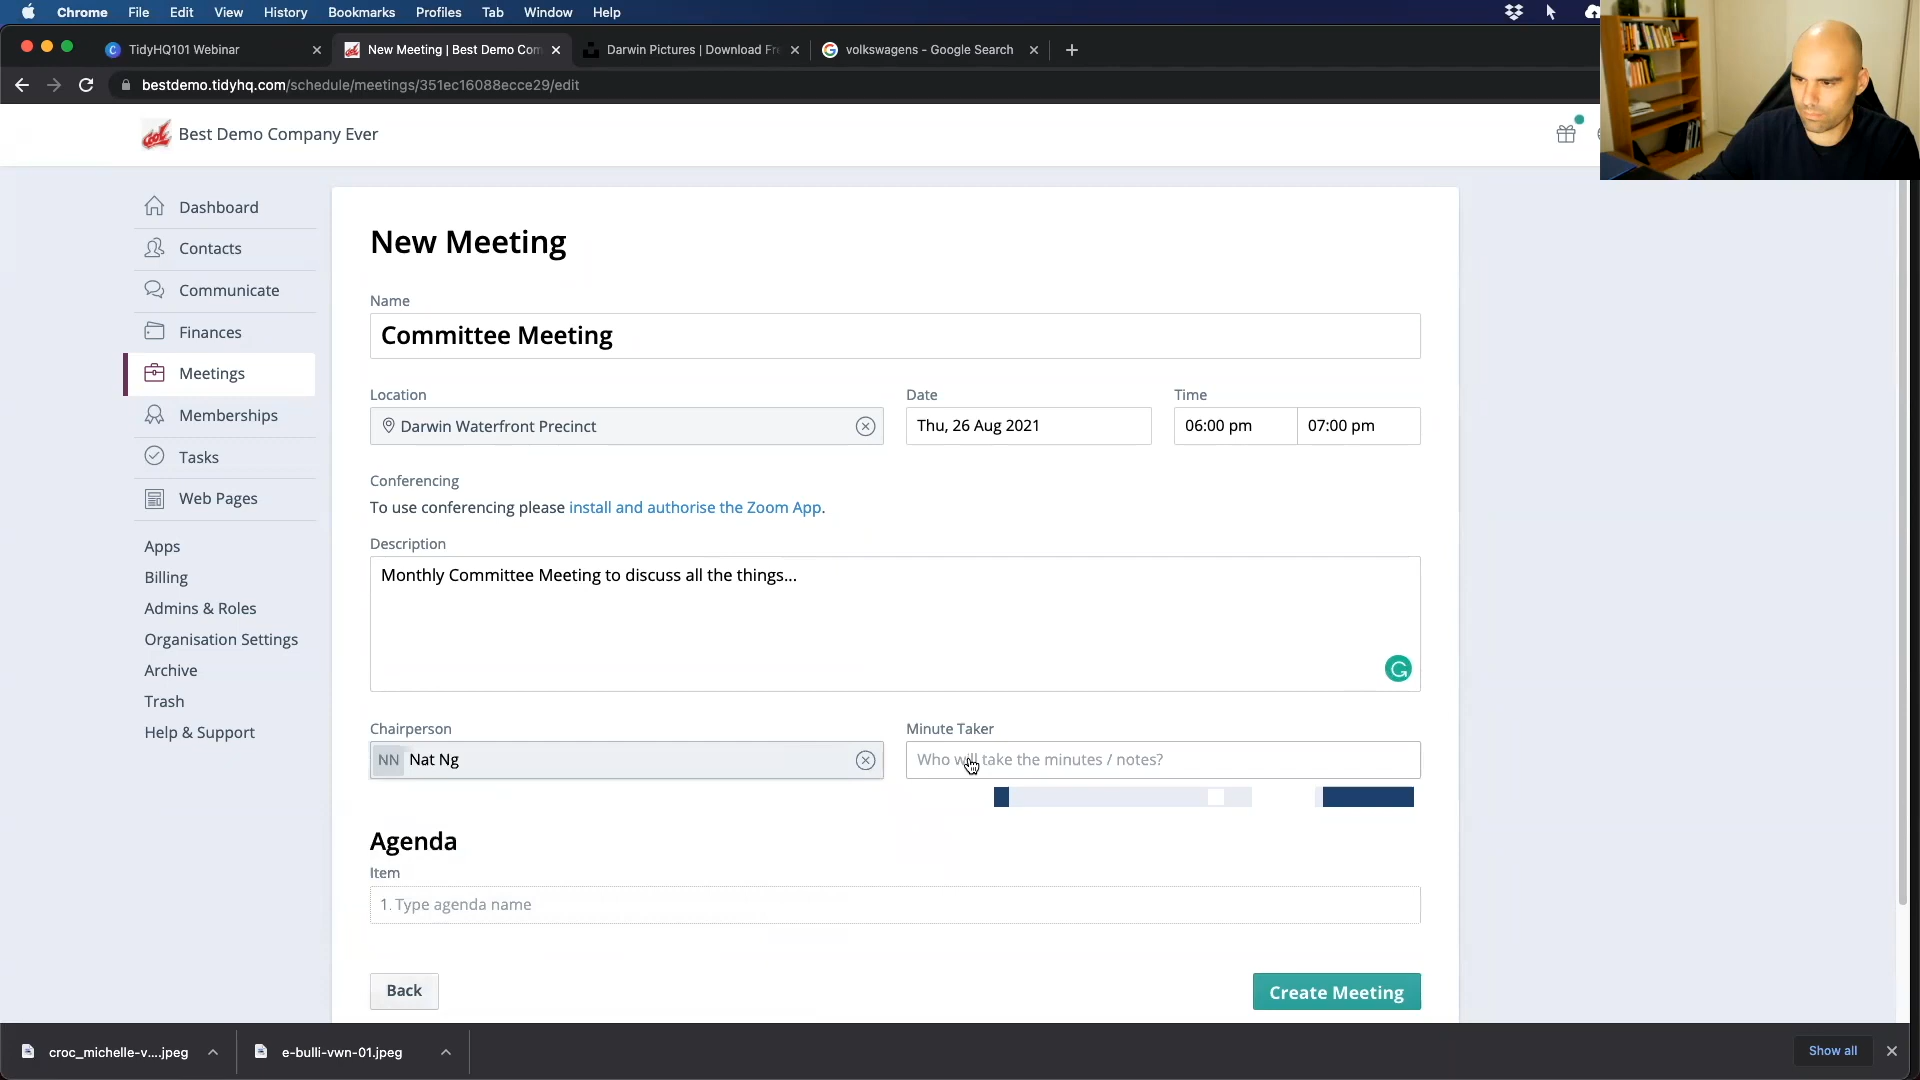 Chrome File Edit View History Bookmarks Profiles Tab Window Help
TidyHQ101 Webinar
New Meeting | Best Demo Com
Darwin Pictures | Download Fr
volkswagens - Google Search
bestdemo.tidyhq.com/schedule/meetings/351ec16088ecce29/edit
Best Demo Company Ever
Dashboard
Contacts
Communicate
Finances
Meetings
Memberships
Tasks
Web Pages
Apps
Billing
Admins & Roles
Organisation Settings
Archive
Trash
Help & Support
New Meeting
Name
Committee Meeting
Location Date Time
Darwin Waterfront Precinct Thu, 26 Aug 2021 06:00 pm 07:00 pm
Conferencing
To use conferencing please install and authorise the Zoom App.
Description
Monthly Committee Meeting to discuss all the things...
Chairperson Minute Taker
NN Nat Ng Who will take the minutes / notes?
Agenda
Item
1. Type agenda name
Back Create Meeting
croc_michelle-v....jpeg e-bulli-vwn-01.jpeg Show all